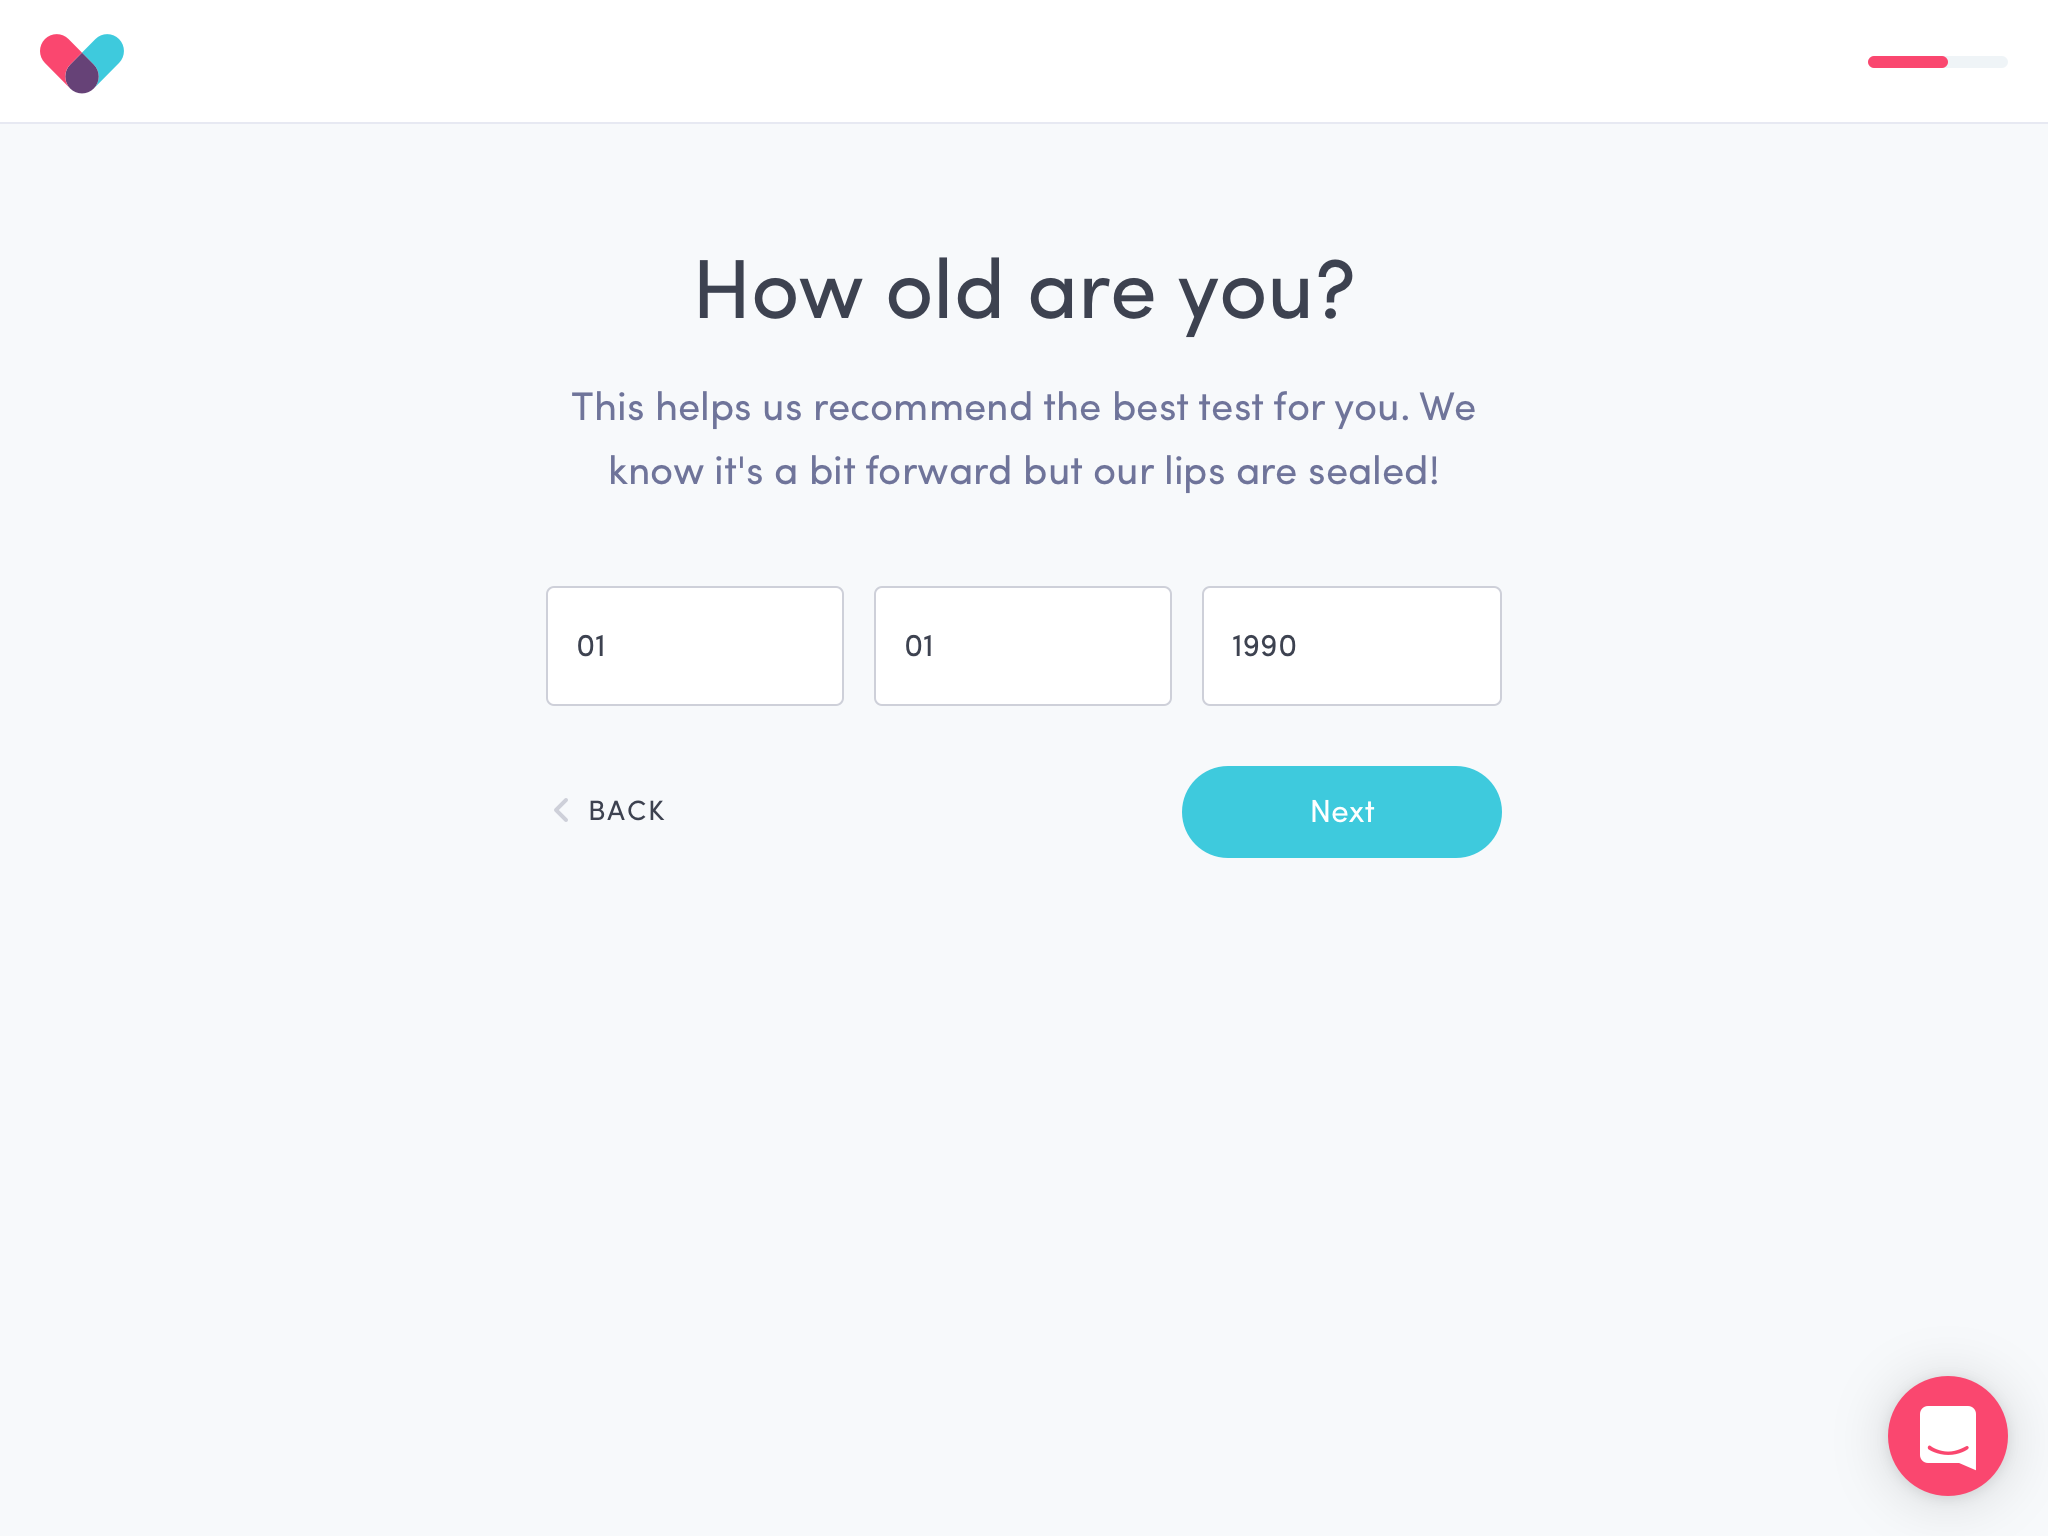 How old are you?
This helps us recommend the best test for you. We
know it's a bit forward but our lips are sealed!
01
01
1990
BACK
Next